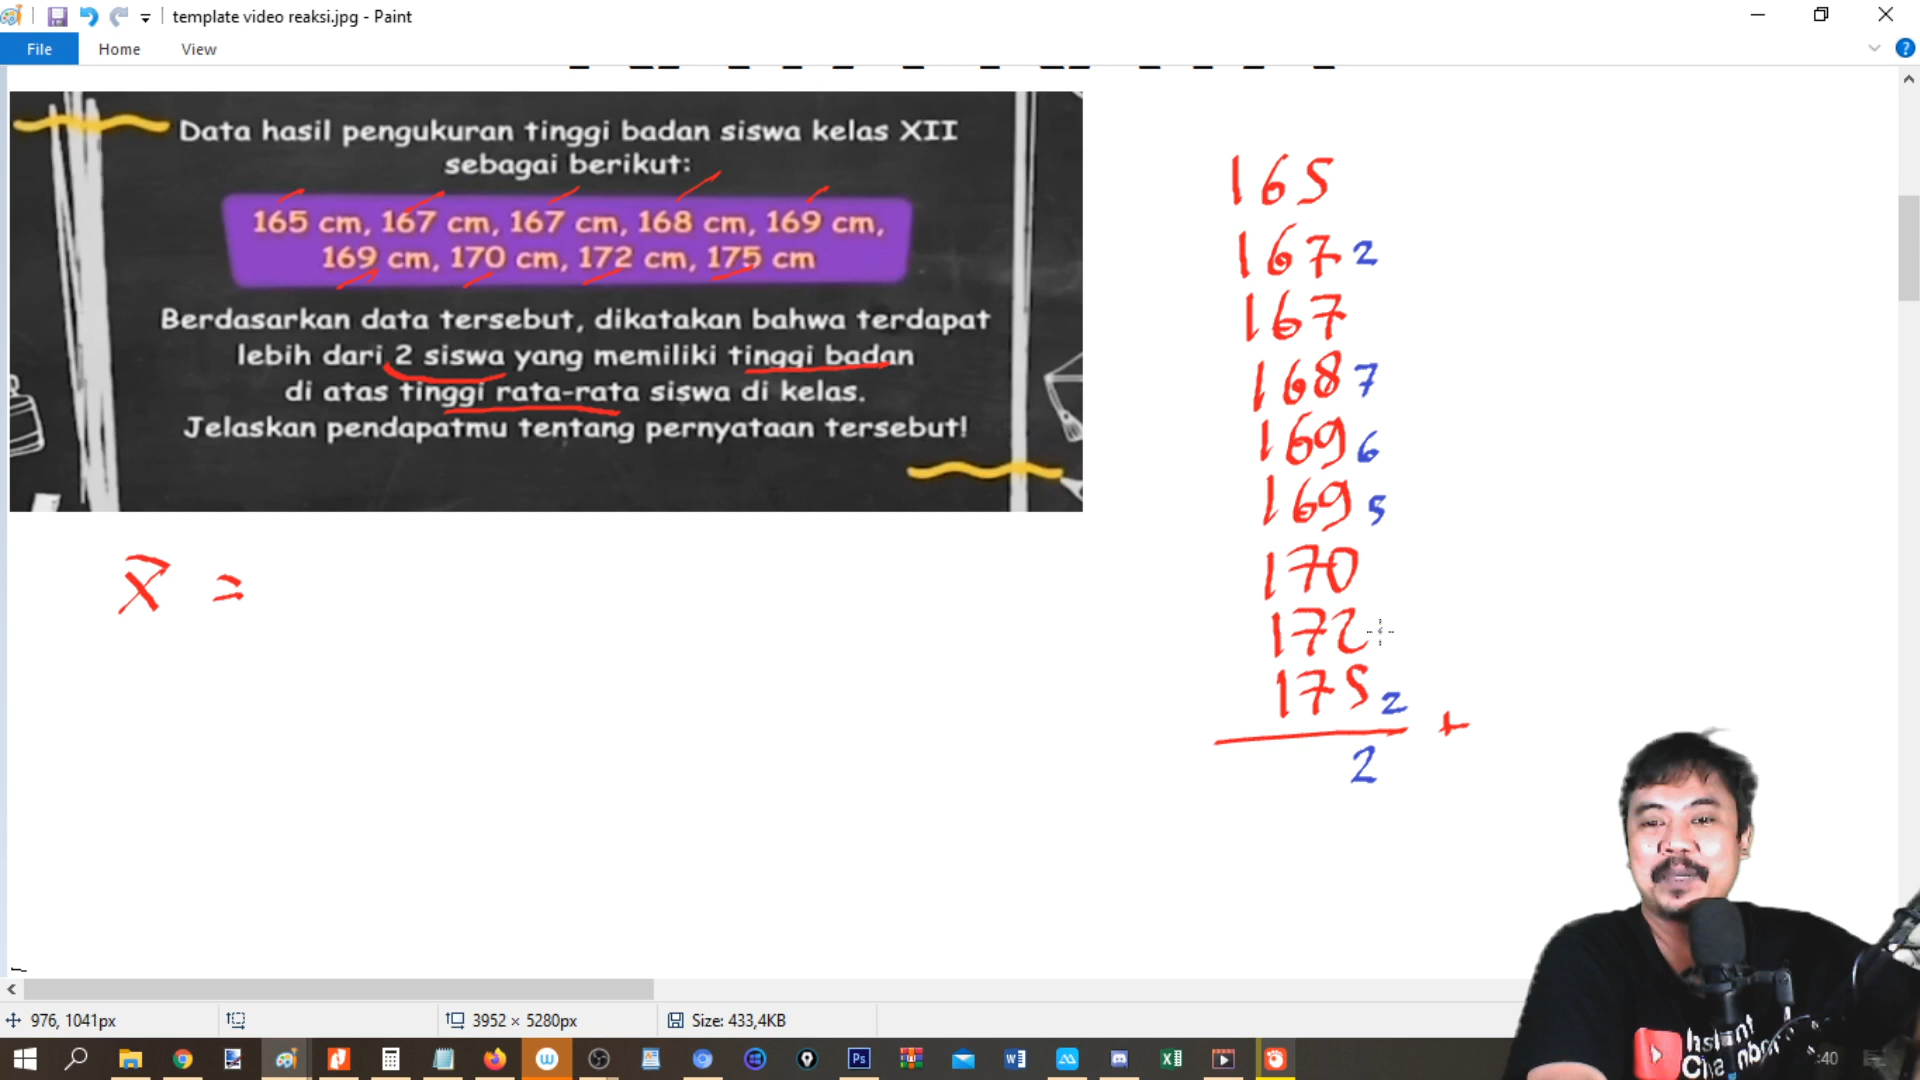 template video reaksi.jpg - Paint
File Home View
Data hasil pengukuran tinggi badan siswa kelas XII
sebagai berikut:
165 cm, 167 cm, 167 cm, 168 cm, 169 cm,
169 cm, 170 cm, 172 cm, 175 cm
Berdasarkan data tersebut, dikatakan bahwa terdapat
lebih dari 2 siswa yang memiliki tinggi badan
di atas tinggi rata-rata siswa di kelas.
Jelaskan pendapatmu tentang pernyataan tersebut!
x̄ =
165
167 2
167
168 7
169 6
169 5
170
172
175 2
+
2
976, 1041px
3952 × 5280px
Size: 433,4KB
:40